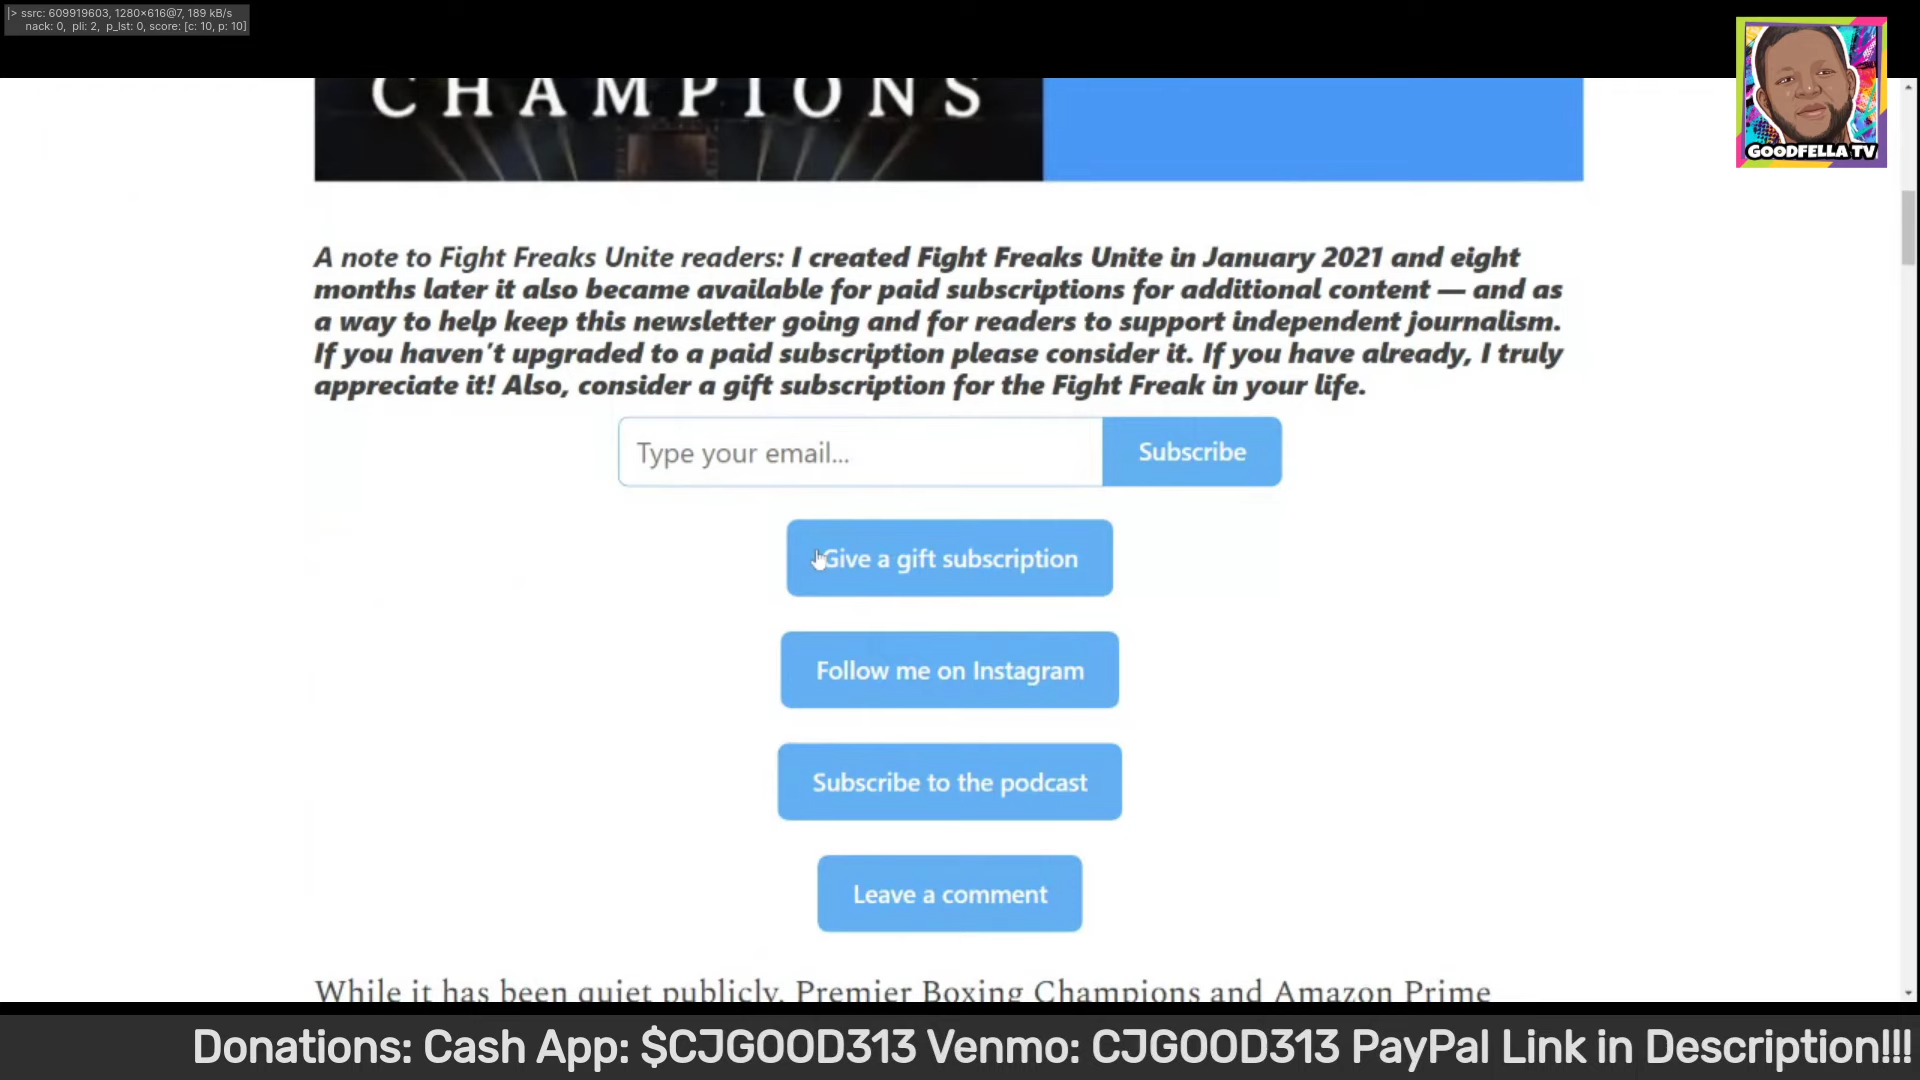 |> ssrc: 609919603, 1280×616@7, 189 kB/s
nack: 0, pli: 2, p_lst: 0, score: [c: 10, p: 10]
GOODFELLA TV
CHAMPIONS
A note to Fight Freaks Unite readers: I created Fight Freaks Unite in January 2021 and eight
months later it also became available for paid subscriptions for additional content — and as
a way to help keep this newsletter going and for readers to support independent journalism.
If you haven't upgraded to a paid subscription please consider it. If you have already, I truly
appreciate it! Also, consider a gift subscription for the Fight Freak in your life.
Type your email...
Subscribe
Give a gift subscription
Follow me on Instagram
Subscribe to the podcast
Leave a comment
While it has been quiet publicly, Premier Boxing Champions and Amazon Prime
Donations: Cash App: $CJGOOD313 Venmo: CJGOOD313 PayPal Link in Description!!!